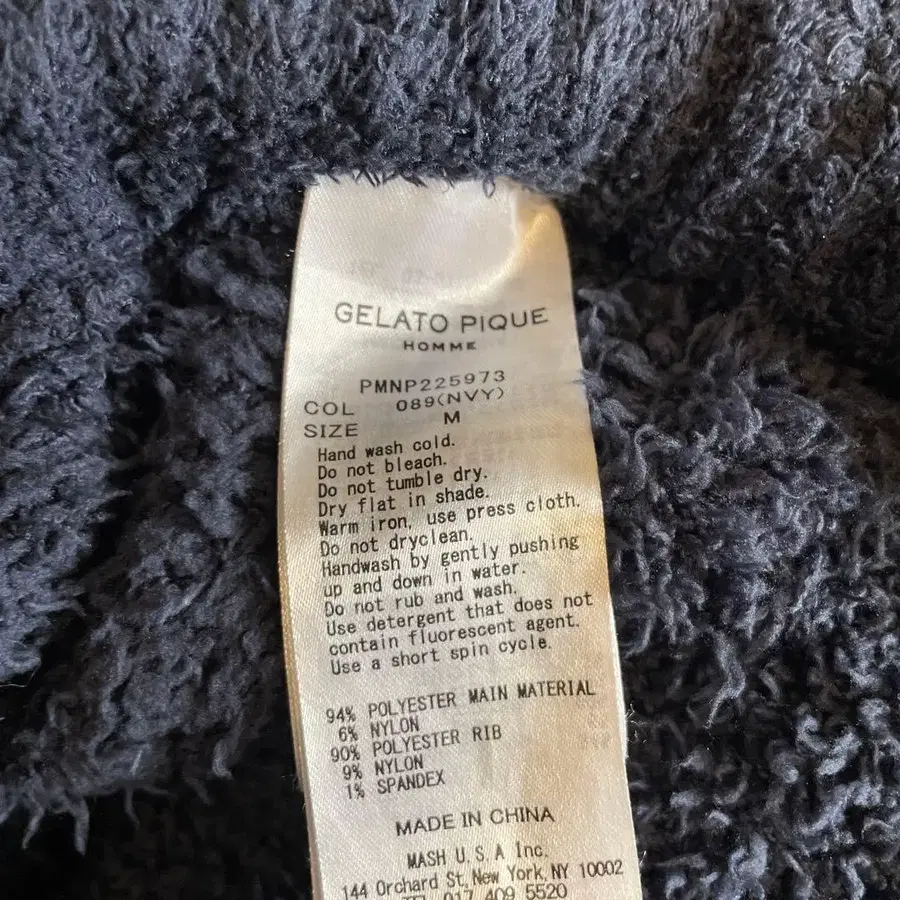 GELATO PIQUE
HOMME
PMNP225973
COL 089(NVY)
SIZE M
Hand wash cold.
Do not bleach.
Do not tumble dry.
Dry flat in shade.
Warm iron, use press cloth.
Do not dryclean.
Handwash by gently pushing
up and down in water.
Do not rub and wash.
Use detergent that does not
contain fluorescent agent.
Use a short spin cycle.
94% POLYESTER MAIN MATERIAL
6% NYLON
90% POLYESTER RIB
9% NYLON
1% SPANDEX
MADE IN CHINA
MASH U.S.A Inc.
144 Orchard St, New York, NY 10002
409 5520